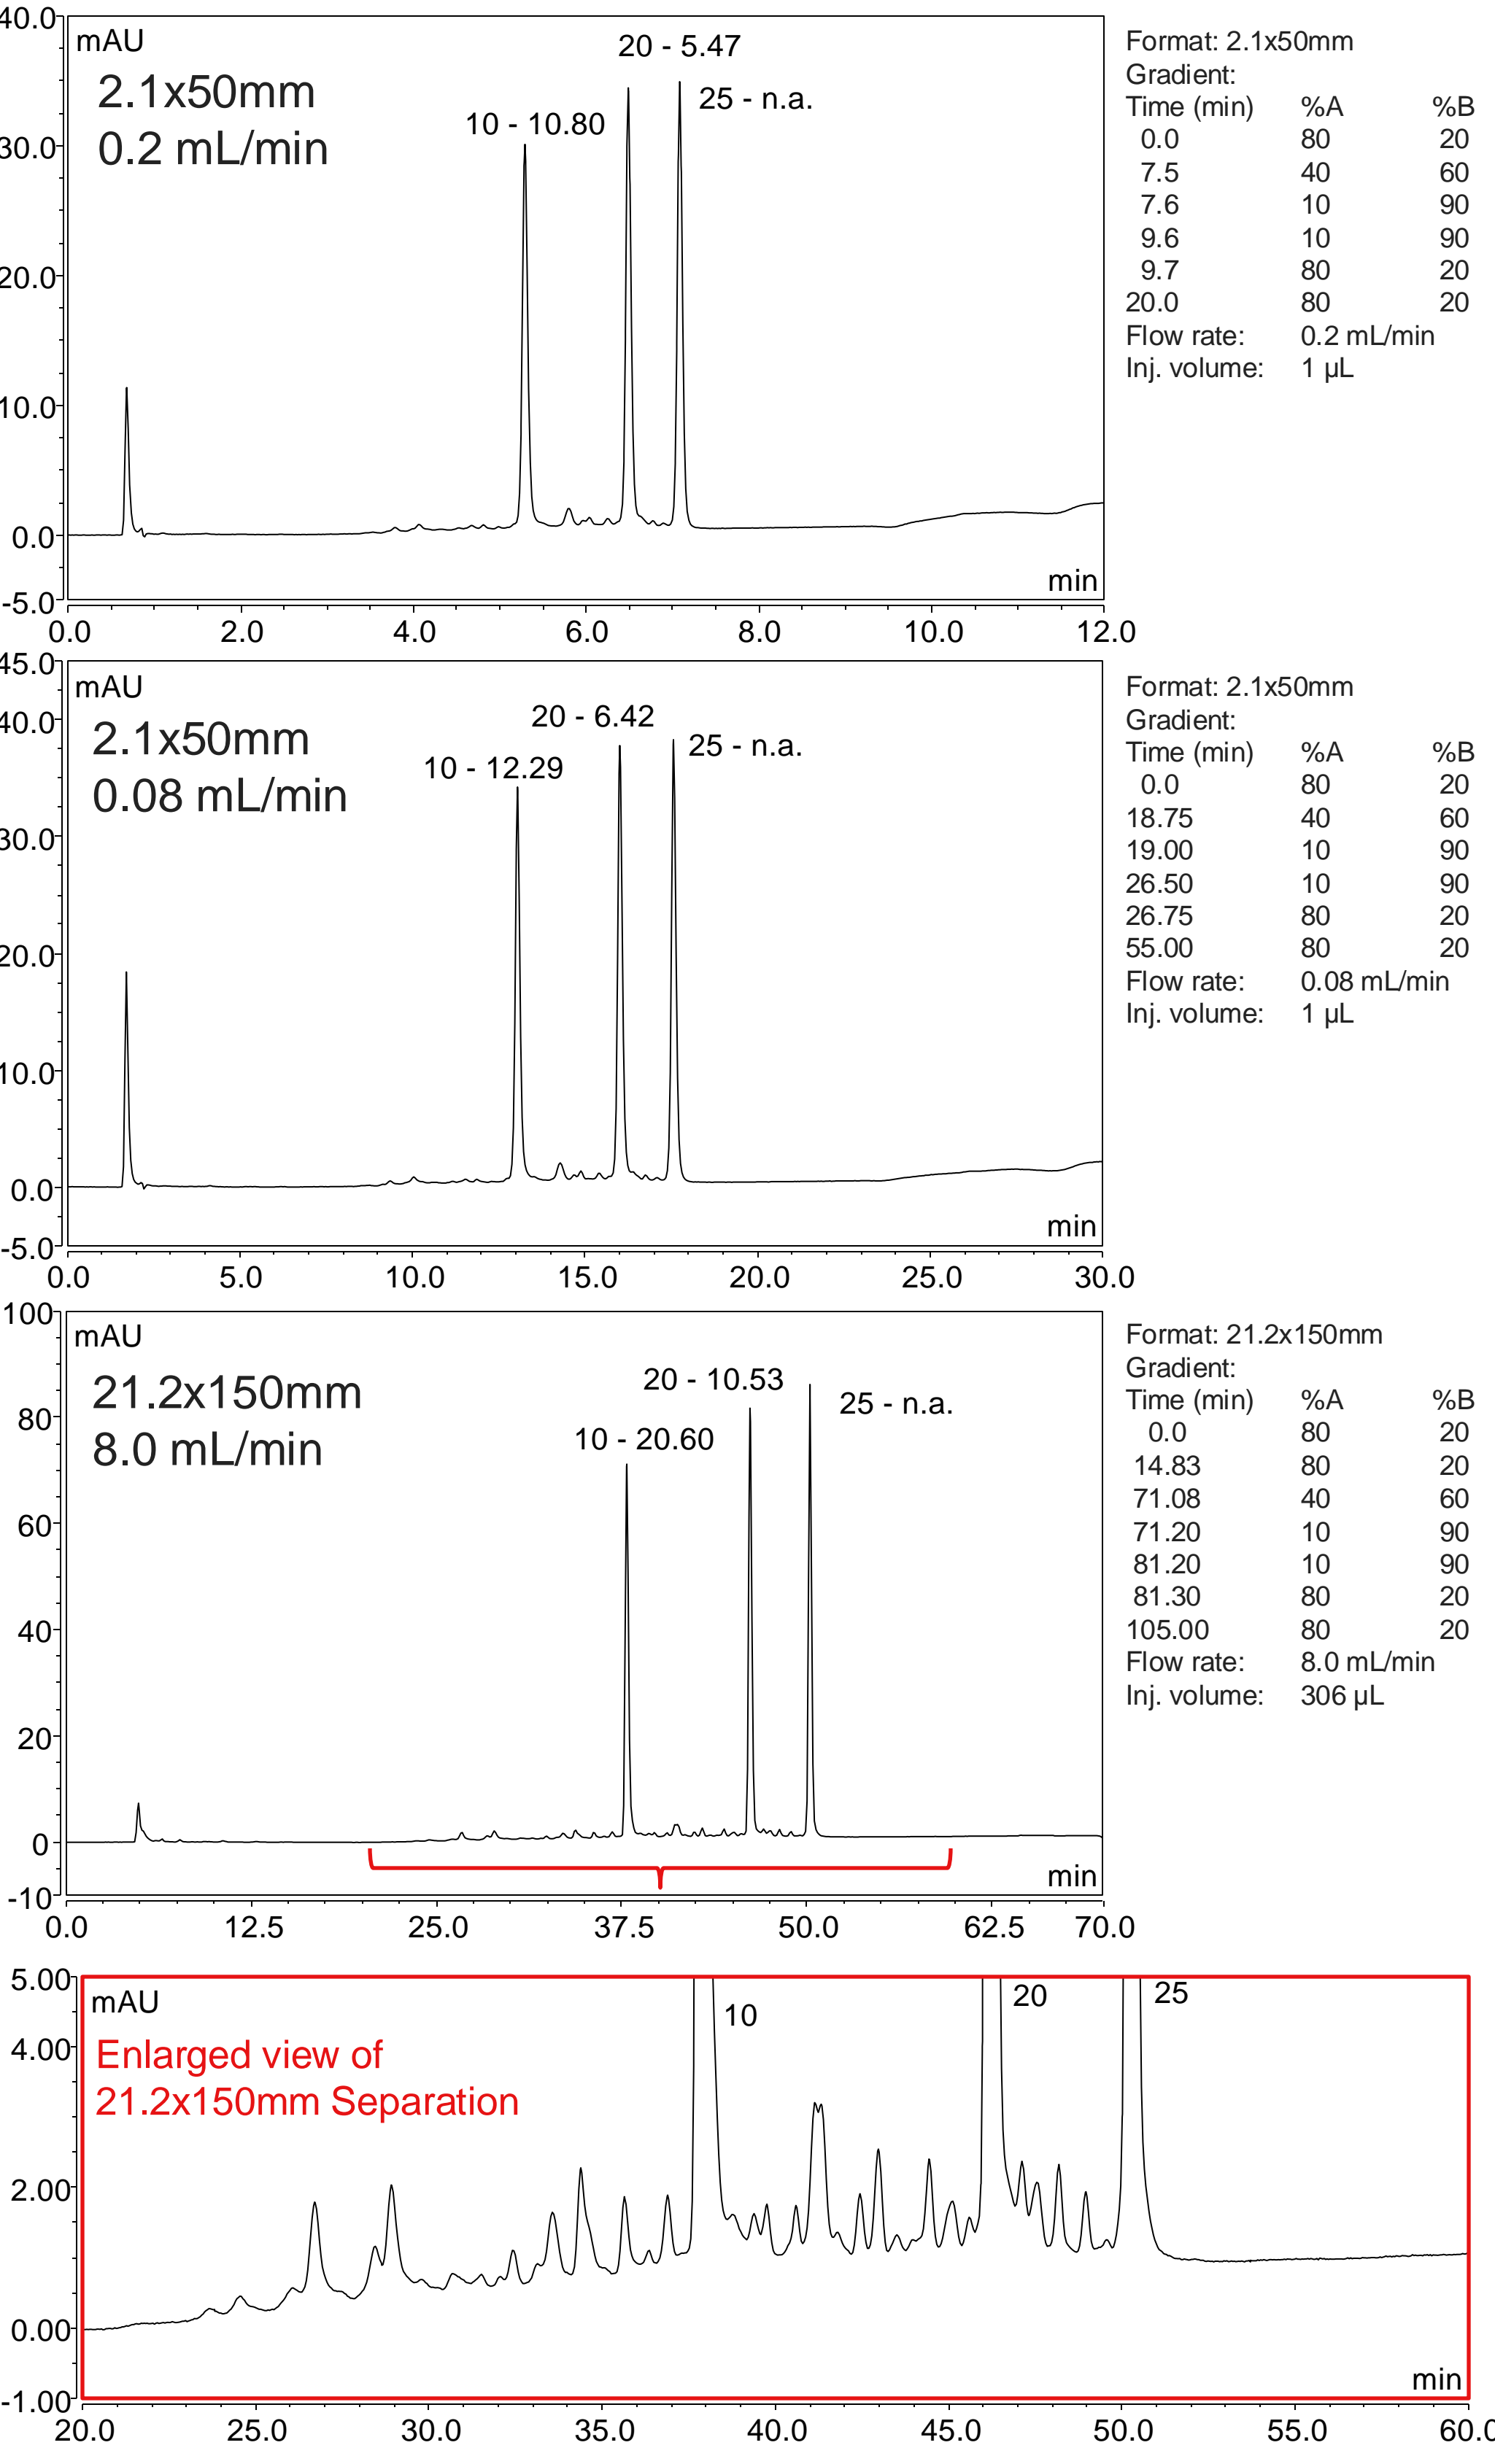 40.0
mAU
2.1x50mm
0.2 mL/min
20 - 5.47
25 - n.a.
10 - 10.80
30.0
20.0
10.0
0.0
-5.0
min
0.0 2.0 4.0 6.0 8.0 10.0 12.0
Format: 2.1x50mm
Gradient:
Time (min) %A %B
0.0 80 20
7.5 40 60
7.6 10 90
9.6 10 90
9.7 80 20
20.0 80 20
Flow rate: 0.2 mL/min
Inj. volume: 1 µL
45.0
mAU
2.1x50mm
0.08 mL/min
20 - 6.42
25 - n.a.
10 - 12.29
40.0
30.0
20.0
10.0
0.0
-5.0
min
0.0 5.0 10.0 15.0 20.0 25.0 30.0
Format: 2.1x50mm
Gradient:
Time (min) %A %B
0.0 80 20
18.75 40 60
19.00 10 90
26.50 10 90
26.75 80 20
55.00 80 20
Flow rate: 0.08 mL/min
Inj. volume: 1 µL
100
mAU
21.2x150mm
8.0 mL/min
20 - 10.53
25 - n.a.
10 - 20.60
80
60
40
20
0
-10
min
0.0 12.5 25.0 37.5 50.0 62.5 70.0
Format: 21.2x150mm
Gradient:
Time (min) %A %B
0.0 80 20
14.83 80 20
71.08 40 60
71.20 10 90
81.20 10 90
81.30 80 20
105.00 80 20
Flow rate: 8.0 mL/min
Inj. volume: 306 µL
5.00
mAU
Enlarged view of
21.2x150mm Separation
10
20
25
4.00
2.00
0.00
-1.00
min
20.0 25.0 30.0 35.0 40.0 45.0 50.0 55.0 60.0